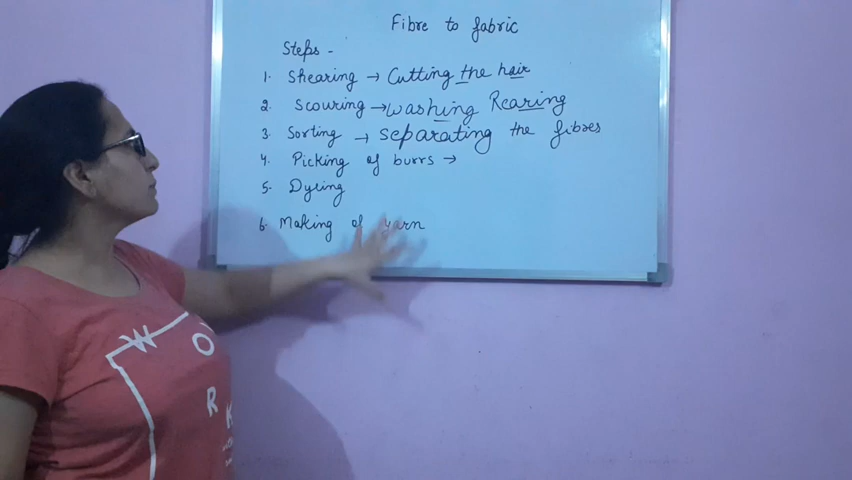 Fibre to fabric
Steps -
1. Shearing → Cutting the hair
2. Scouring → washing Rearing
3. Sorting → separating the fibres
4. Picking of burrs →
5. Dyeing
6. Making of yarn
W
O
R
K